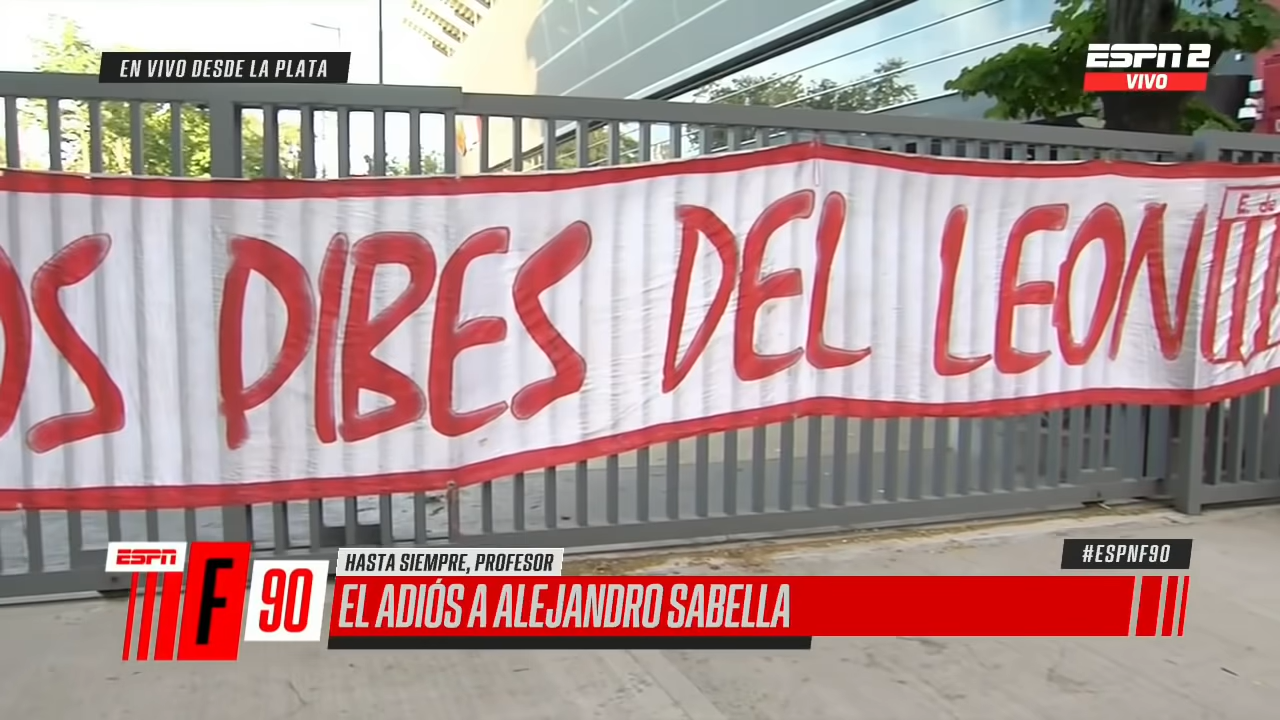 EN VIVO DESDE LA PLATA
ESPN 2
VIVO
OS PIBES DEL LEON
E. de
ESPN
F 90
HASTA SIEMPRE, PROFESOR
EL ADIÓS A ALEJANDRO SABELLA
#ESPNF90